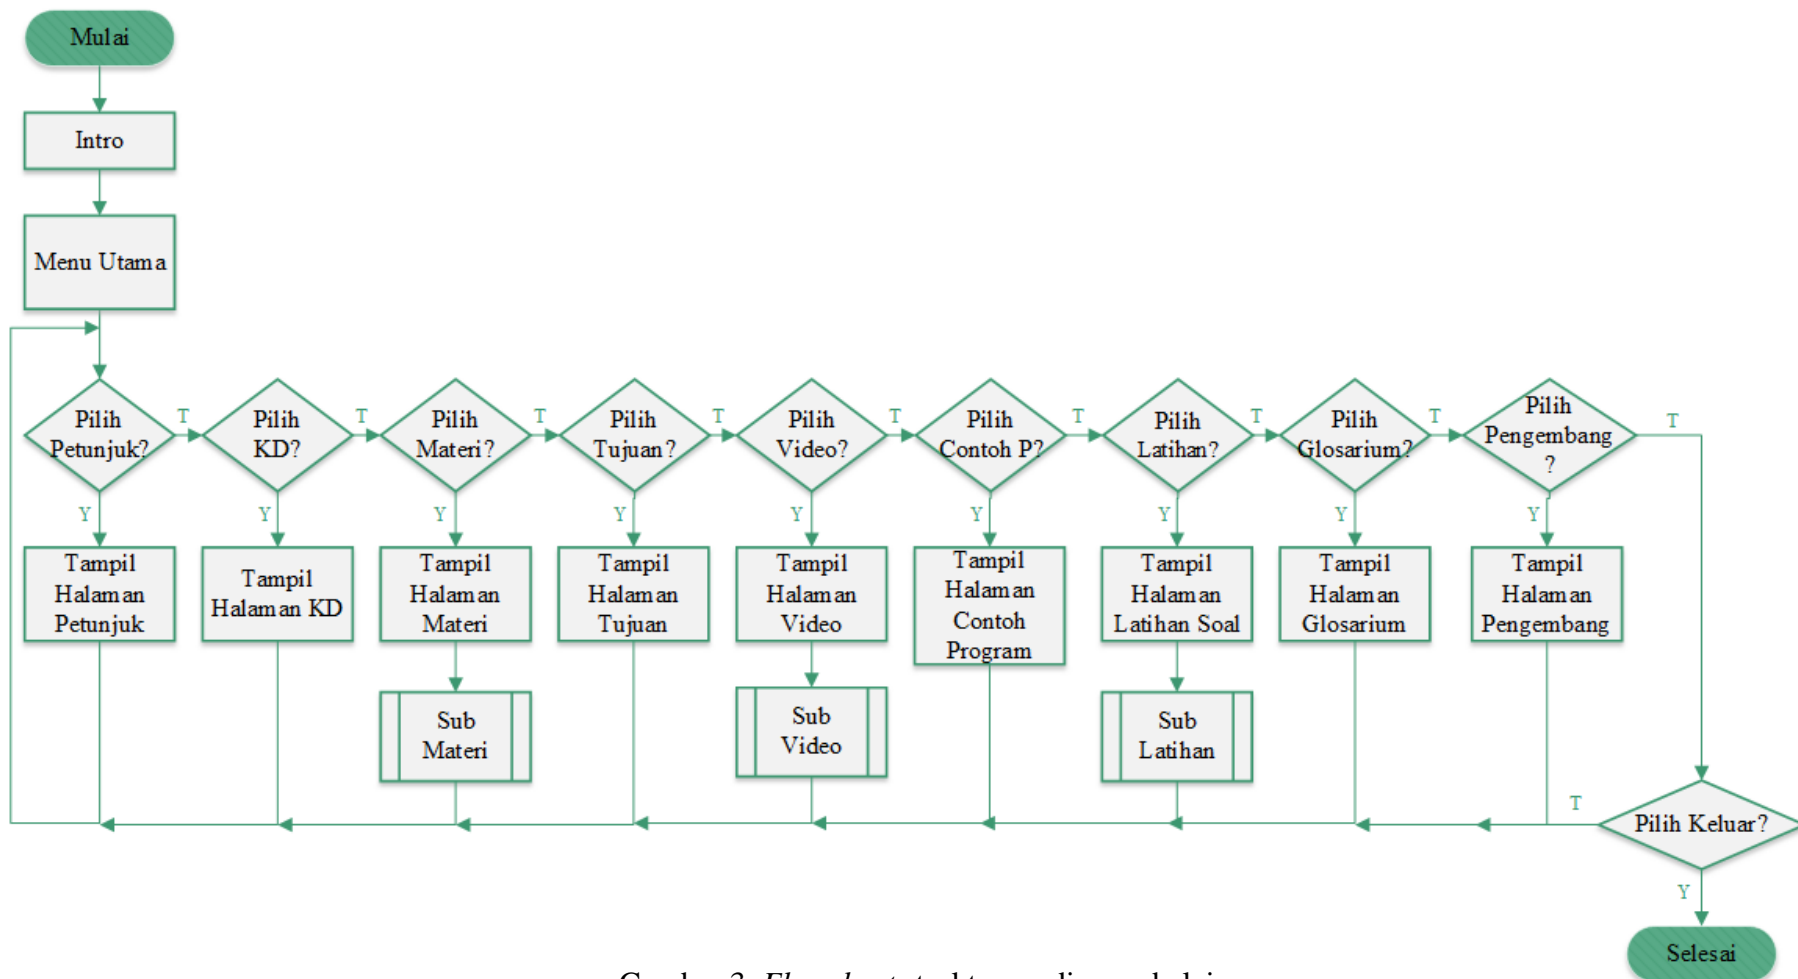 Mulai
Intro
Menu Utama
Pilih
Petunjuk?
T
Pilih
KD?
T
Pilih
Materi?
T
Pilih
Tujuan?
T
Pilih
Video?
T
Pilih
Contoh P?
T
Pilih
Latihan?
T
Pilih
Glosarium?
T
Pilih
Pengembang
?
T
Y
Y
Y
Y
Y
Y
Y
Y
Y
Tampil
Halaman
Petunjuk
Tampil
Halaman KD
Tampil
Halaman
Materi
Tampil
Halaman
Tujuan
Tampil
Halaman
Video
Tampil
Halaman
Contoh
Program
Tampil
Halaman
Latihan Soal
Tampil
Halaman
Glosarium
Tampil
Halaman
Pengembang
Sub
Materi
Sub
Video
Sub
Latihan
T
Pilih Keluar?
Y
Selesai